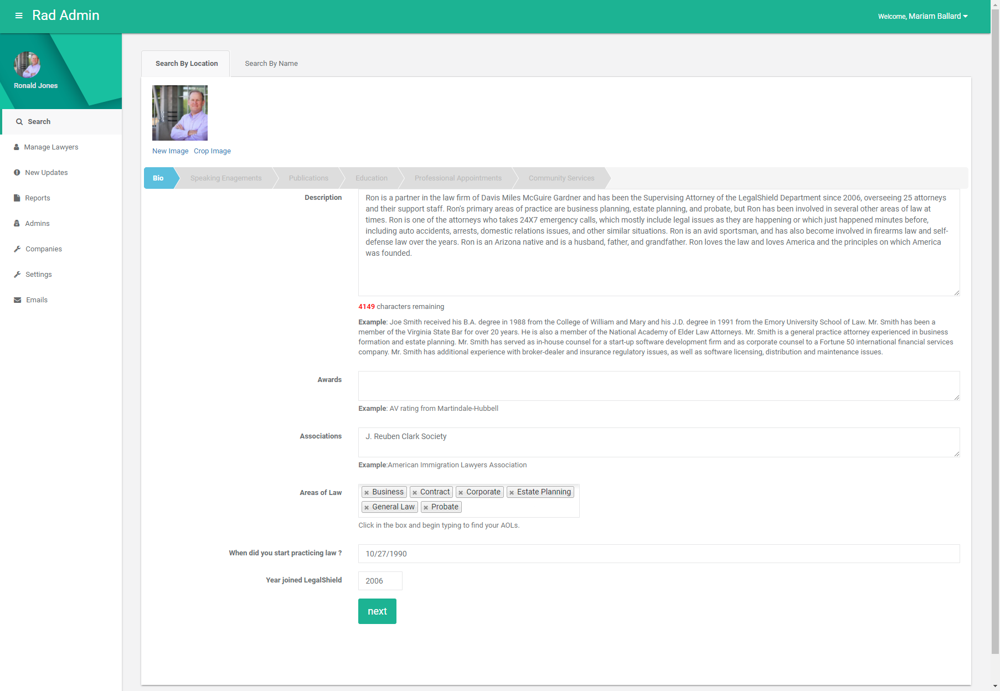 Rad Admin
Welcome, Mariam Ballard
Ronald Jones
Search
Manage Lawyers
New Updates
Reports
Admins
Companies
Settings
Emails
Search By Location
Search By Name
New Image Crop Image
Bio
Speaking Enagements
Publications
Education
Professional Appointments
Community Services
Description
Ron is a partner in the law firm of Davis Miles McGuire Gardner and has been the Supervising Attorney of the LegalShield Department since 2006, overseeing 25 attorneys
and their support staff. Ron's primary areas of practice are business planning, estate planning, and probate, but Ron has been involved in several other areas of law at
times. Ron is one of the attorneys who takes 24X7 emergency calls, which mostly include legal issues as they are happening or which just happened minutes before,
including auto accidents, arrests, domestic relations issues, and other similar situations. Ron is an avid sportsman, and has also become involved in firearms law and self-
defense law over the years. Ron is an Arizona native and is a husband, father, and grandfather. Ron loves the law and loves America and the principles on which America
was founded.
4149 characters remaining
Example: Joe Smith received his B.A. degree in 1988 from the College of William and Mary and his J.D. degree in 1991 from the Emory University School of Law. Mr. Smith has been a
member of the Virginia State Bar for over 20 years. He is also a member of the National Academy of Elder Law Attorneys. Mr. Smith is a general practice attorney experienced in business
formation and estate planning. Mr. Smith has served as in-house counsel for a start-up software development firm and as corporate counsel to a Fortune 50 international financial services
company. Mr. Smith has additional experience with broker-dealer and insurance regulatory issues, as well as software licensing, distribution and maintenance issues.
Awards
Example: AV rating from Martindale-Hubbell
Associations
J. Reuben Clark Society
Example:American Immigration Lawyers Association
Areas of Law
× Business × Contract × Corporate × Estate Planning
× General Law × Probate
Click in the box and begin typing to find your AOLs.
When did you start practicing law ?
10/27/1990
Year joined LegalShield
2006
next